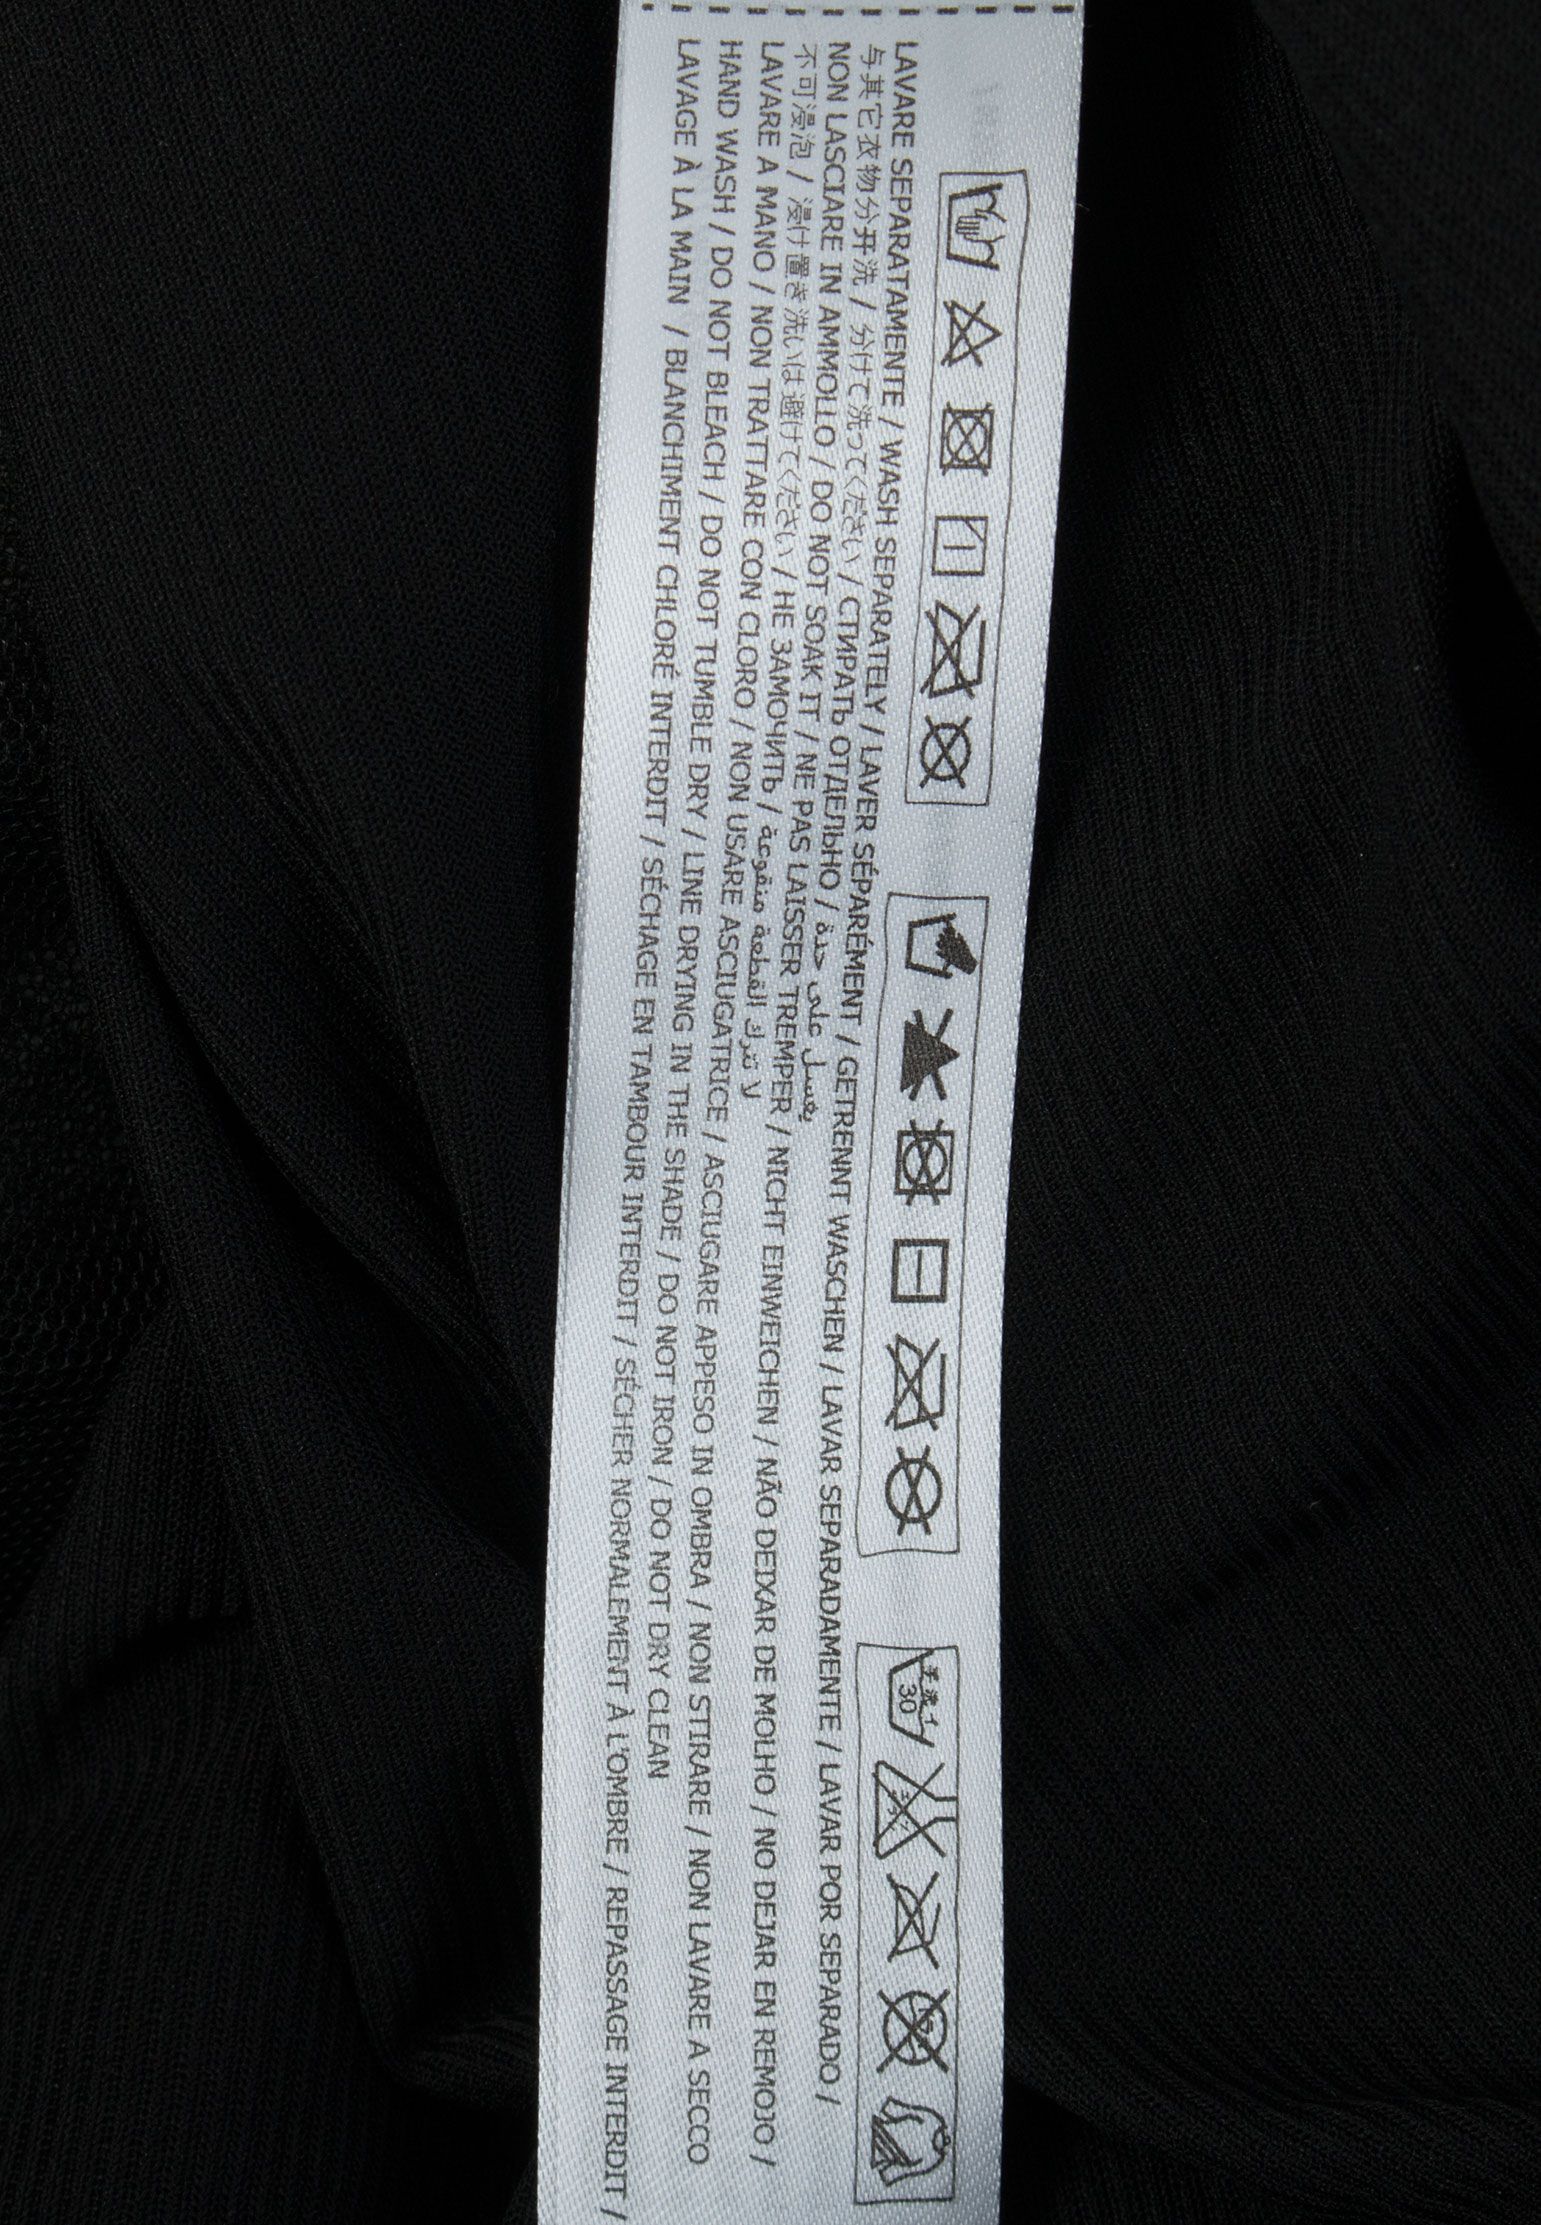 手洗イ
30
エンソ
LAVARE SEPARATAMENTE / WASH SEPARATELY / LAVER SÉPARÉMENT / GETRENNT WASCHEN / LAVAR SEPARADAMENTE / LAVAR POR SEPARADO /
与其它衣物分开洗 / 分けて洗ってください / СТИРАТЬ ОТДЕЛЬНО / يغسل على حدة
NON LASCIARE IN AMMOLLO / DO NOT SOAK IT / NE PAS LAISSER TREMPER / NICHT EINWEICHEN / NÃO DEIXAR DE MOLHO / NO DEJAR EN REMOJO /
不可浸泡 / 浸け置き洗いは避けてください / НЕ ЗАМОЧИТЬ / لا تترك القطعة منقوعة
LAVARE A MANO / NON TRATTARE CON CLORO / NON USARE ASCIUGATRICE / ASCIUGARE APPESO IN OMBRA / NON STIRARE / NON LAVARE A SECCO
HAND WASH / DO NOT BLEACH / DO NOT TUMBLE DRY / LINE DRYING IN THE SHADE / DO NOT IRON / DO NOT DRY CLEAN
LAVAGE À LA MAIN / BLANCHIMENT CHLORÉ INTERDIT / SÉCHAGE EN TAMBOUR INTERDIT / SÉCHER NORMALEMENT À L'OMBRE / REPASSAGE INTERDIT /